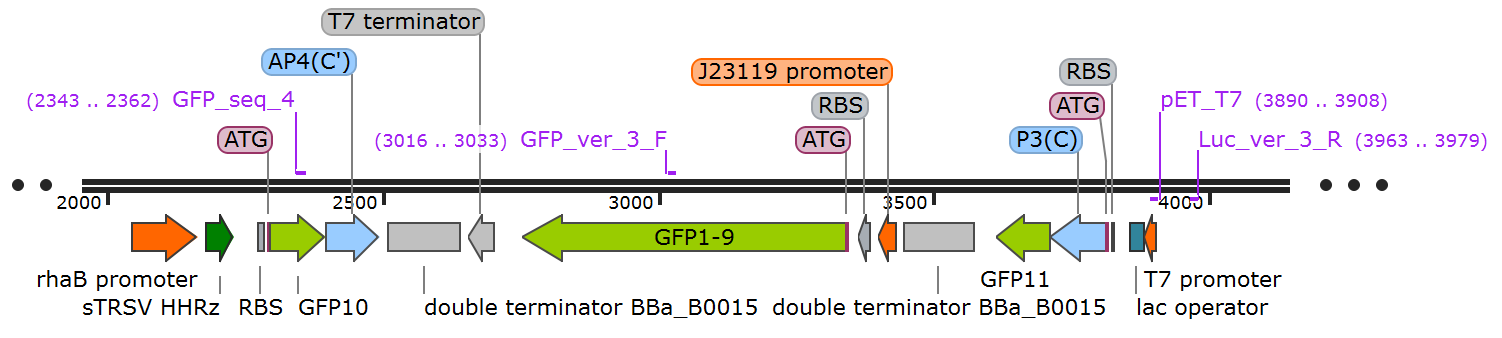 T7 terminator
AP4(C')
J23119 promoter
RBS
(2343 .. 2362) GFP_seq_4
RBS
ATG
pET_T7 (3890 .. 3908)
ATG
(3016 .. 3033) GFP_ver_3_F
ATG
P3(C)
Luc_ver_3_R (3963 .. 3979)
2000
2500
3000
3500
4000
GFP1-9
rhaB promoter
GFP11
T7 promoter
sTRSV HHRz
RBS
GFP10
double terminator BBa_B0015
double terminator BBa_B0015
lac operator